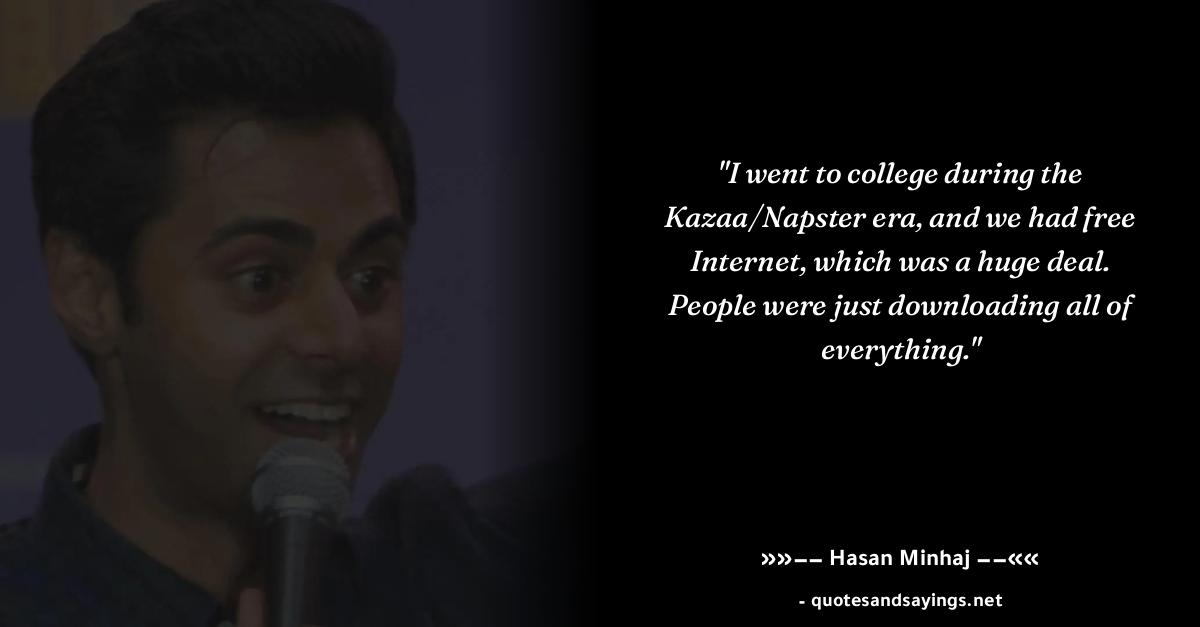 "I went to college during the
Kazaa/Napster era, and we had free
Internet, which was a huge deal.
People were just downloading all of
everything."
»»–– Hasan Minhaj ––««
- quotesandsayings.net